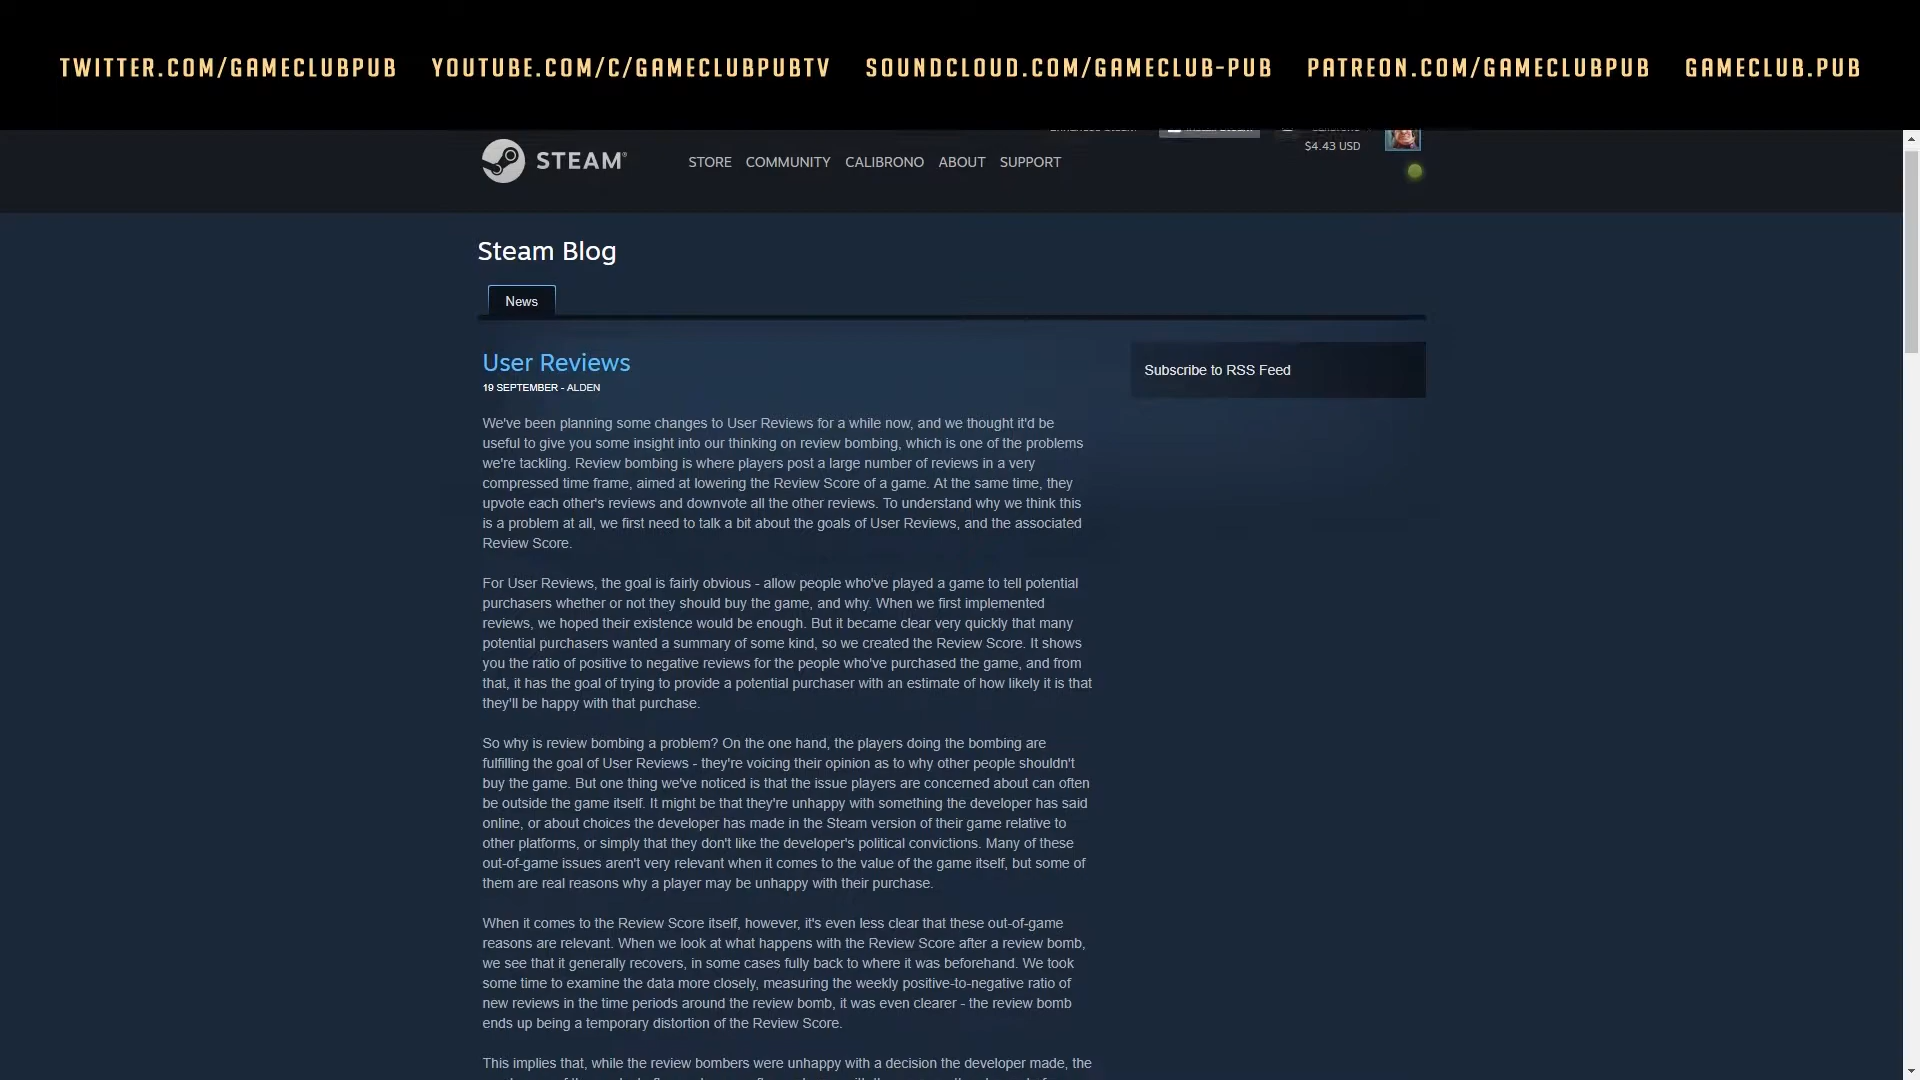 TWITTER.COM/GAMECLUBPUB YOUTUBE.COM/C/GAMECLUBPUBTV SOUNDCLOUD.COM/GAMECLUB-PUB PATREON.COM/GAMECLUBPUB GAMECLUB.PUB
$4.43 USD
STEAM® STORE COMMUNITY CALIBRONO ABOUT SUPPORT
Steam Blog
News
User Reviews
19 SEPTEMBER - ALDEN
Subscribe to RSS Feed
We've been planning some changes to User Reviews for a while now, and we thought it'd be
useful to give you some insight into our thinking on review bombing, which is one of the problems
we're tackling. Review bombing is where players post a large number of reviews in a very
compressed time frame, aimed at lowering the Review Score of a game. At the same time, they
upvote each other's reviews and downvote all the other reviews. To understand why we think this
is a problem at all, we first need to talk a bit about the goals of User Reviews, and the associated
Review Score.
For User Reviews, the goal is fairly obvious - allow people who've played a game to tell potential
purchasers whether or not they should buy the game, and why. When we first implemented
reviews, we hoped their existence would be enough. But it became clear very quickly that many
potential purchasers wanted a summary of some kind, so we created the Review Score. It shows
you the ratio of positive to negative reviews for the people who've purchased the game, and from
that, it has the goal of trying to provide a potential purchaser with an estimate of how likely it is that
they'll be happy with that purchase.
So why is review bombing a problem? On the one hand, the players doing the bombing are
fulfilling the goal of User Reviews - they're voicing their opinion as to why other people shouldn't
buy the game. But one thing we've noticed is that the issue players are concerned about can often
be outside the game itself. It might be that they're unhappy with something the developer has said
online, or about choices the developer has made in the Steam version of their game relative to
other platforms, or simply that they don't like the developer's political convictions. Many of these
out-of-game issues aren't very relevant when it comes to the value of the game itself, but some of
them are real reasons why a player may be unhappy with their purchase.
When it comes to the Review Score itself, however, it's even less clear that these out-of-game
reasons are relevant. When we look at what happens with the Review Score after a review bomb,
we see that it generally recovers, in some cases fully back to where it was beforehand. We took
some time to examine the data more closely, measuring the weekly positive-to-negative ratio of
new reviews in the time periods around the review bomb, it was even clearer - the review bomb
ends up being a temporary distortion of the Review Score.
This implies that, while the review bombers were unhappy with a decision the developer made, the